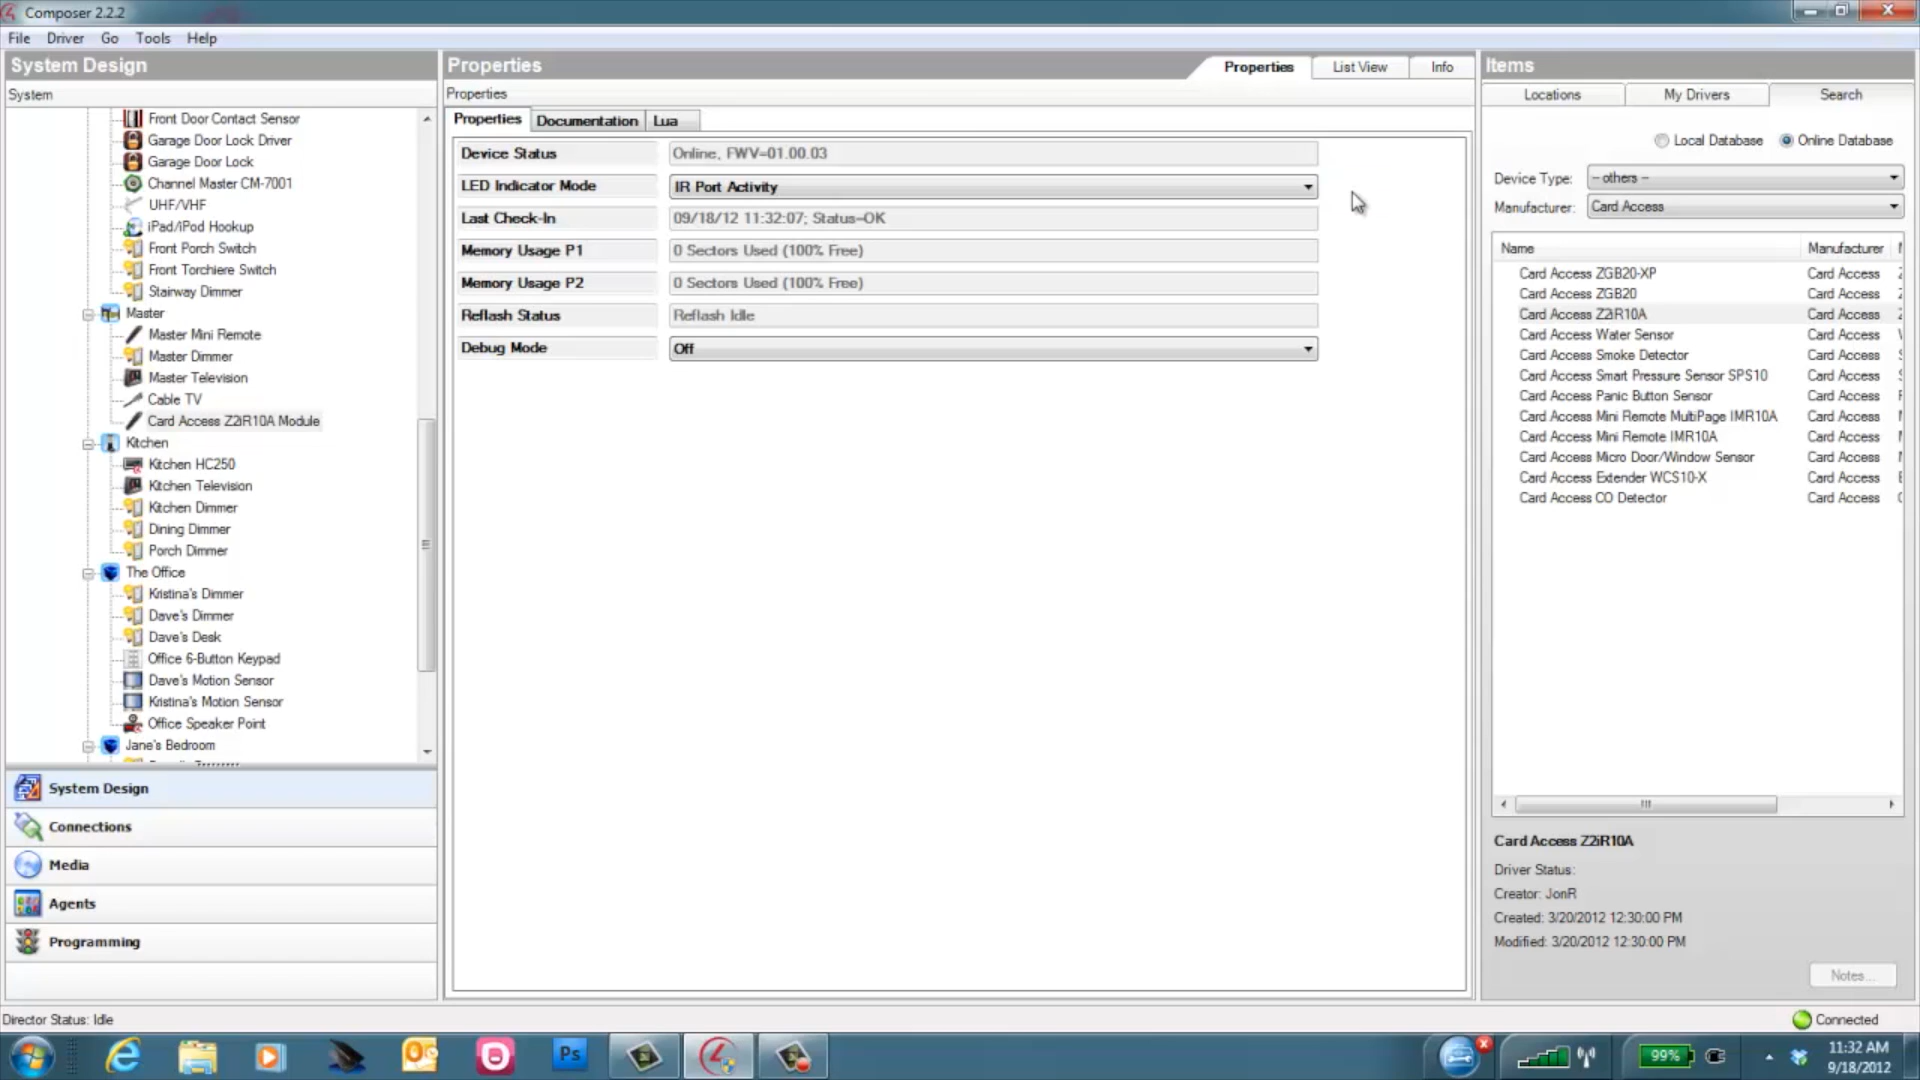 Composer 2.2.2
File Driver Go Tools Help
System Design
System
Front Door Contact Sensor
Garage Door Lock Driver
Garage Door Lock
Channel Master CM-7001
UHF/VHF
iPad/iPod Hookup
Front Porch Switch
Front Torchiere Switch
Stairway Dimmer
Master
Master Mini Remote
Master Dimmer
Master Television
Cable TV
Card Access Z2iR10A Module
Kitchen
Kitchen HC250
Kitchen Television
Kitchen Dimmer
Dining Dimmer
Porch Dimmer
The Office
Kristina's Dimmer
Dave's Dimmer
Dave's Desk
Office 6-Button Keypad
Dave's Motion Sensor
Kristina's Motion Sensor
Office Speaker Point
Jane's Bedroom
System Design
Connections
Media
Agents
Programming
Properties
Properties List View Info
Properties
Properties Documentation Lua
Device Status Online, FWV=01.00.03
LED Indicator Mode IR Port Activity
Last Check-In 09/18/12 11:32:07; Status=OK
Memory Usage P1 0 Sectors Used (100% Free)
Memory Usage P2 0 Sectors Used (100% Free)
Reflash Status Reflash Idle
Debug Mode Off
Items
Locations My Drivers Search
Local Database Online Database
Device Type: -- others --
Manufacturer: Card Access
Name Manufacturer
Card Access ZGB20-XP Card Access
Card Access ZGB20 Card Access
Card Access Z2iR10A Card Access
Card Access Water Sensor Card Access
Card Access Smoke Detector Card Access
Card Access Smart Pressure Sensor SPS10 Card Access
Card Access Panic Button Sensor Card Access
Card Access Mini Remote MultiPage IMR10A Card Access
Card Access Mini Remote IMR10A Card Access
Card Access Micro Door/Window Sensor Card Access
Card Access Extender WCS10-X Card Access
Card Access CO Detector Card Access
Card Access Z2iR10A
Driver Status:
Creator: JonR
Created: 3/20/2012 12:30:00 PM
Modified: 3/20/2012 12:30:00 PM
Notes...
Director Status: Idle
Connected
Ps
99%
11:32 AM
9/18/2012